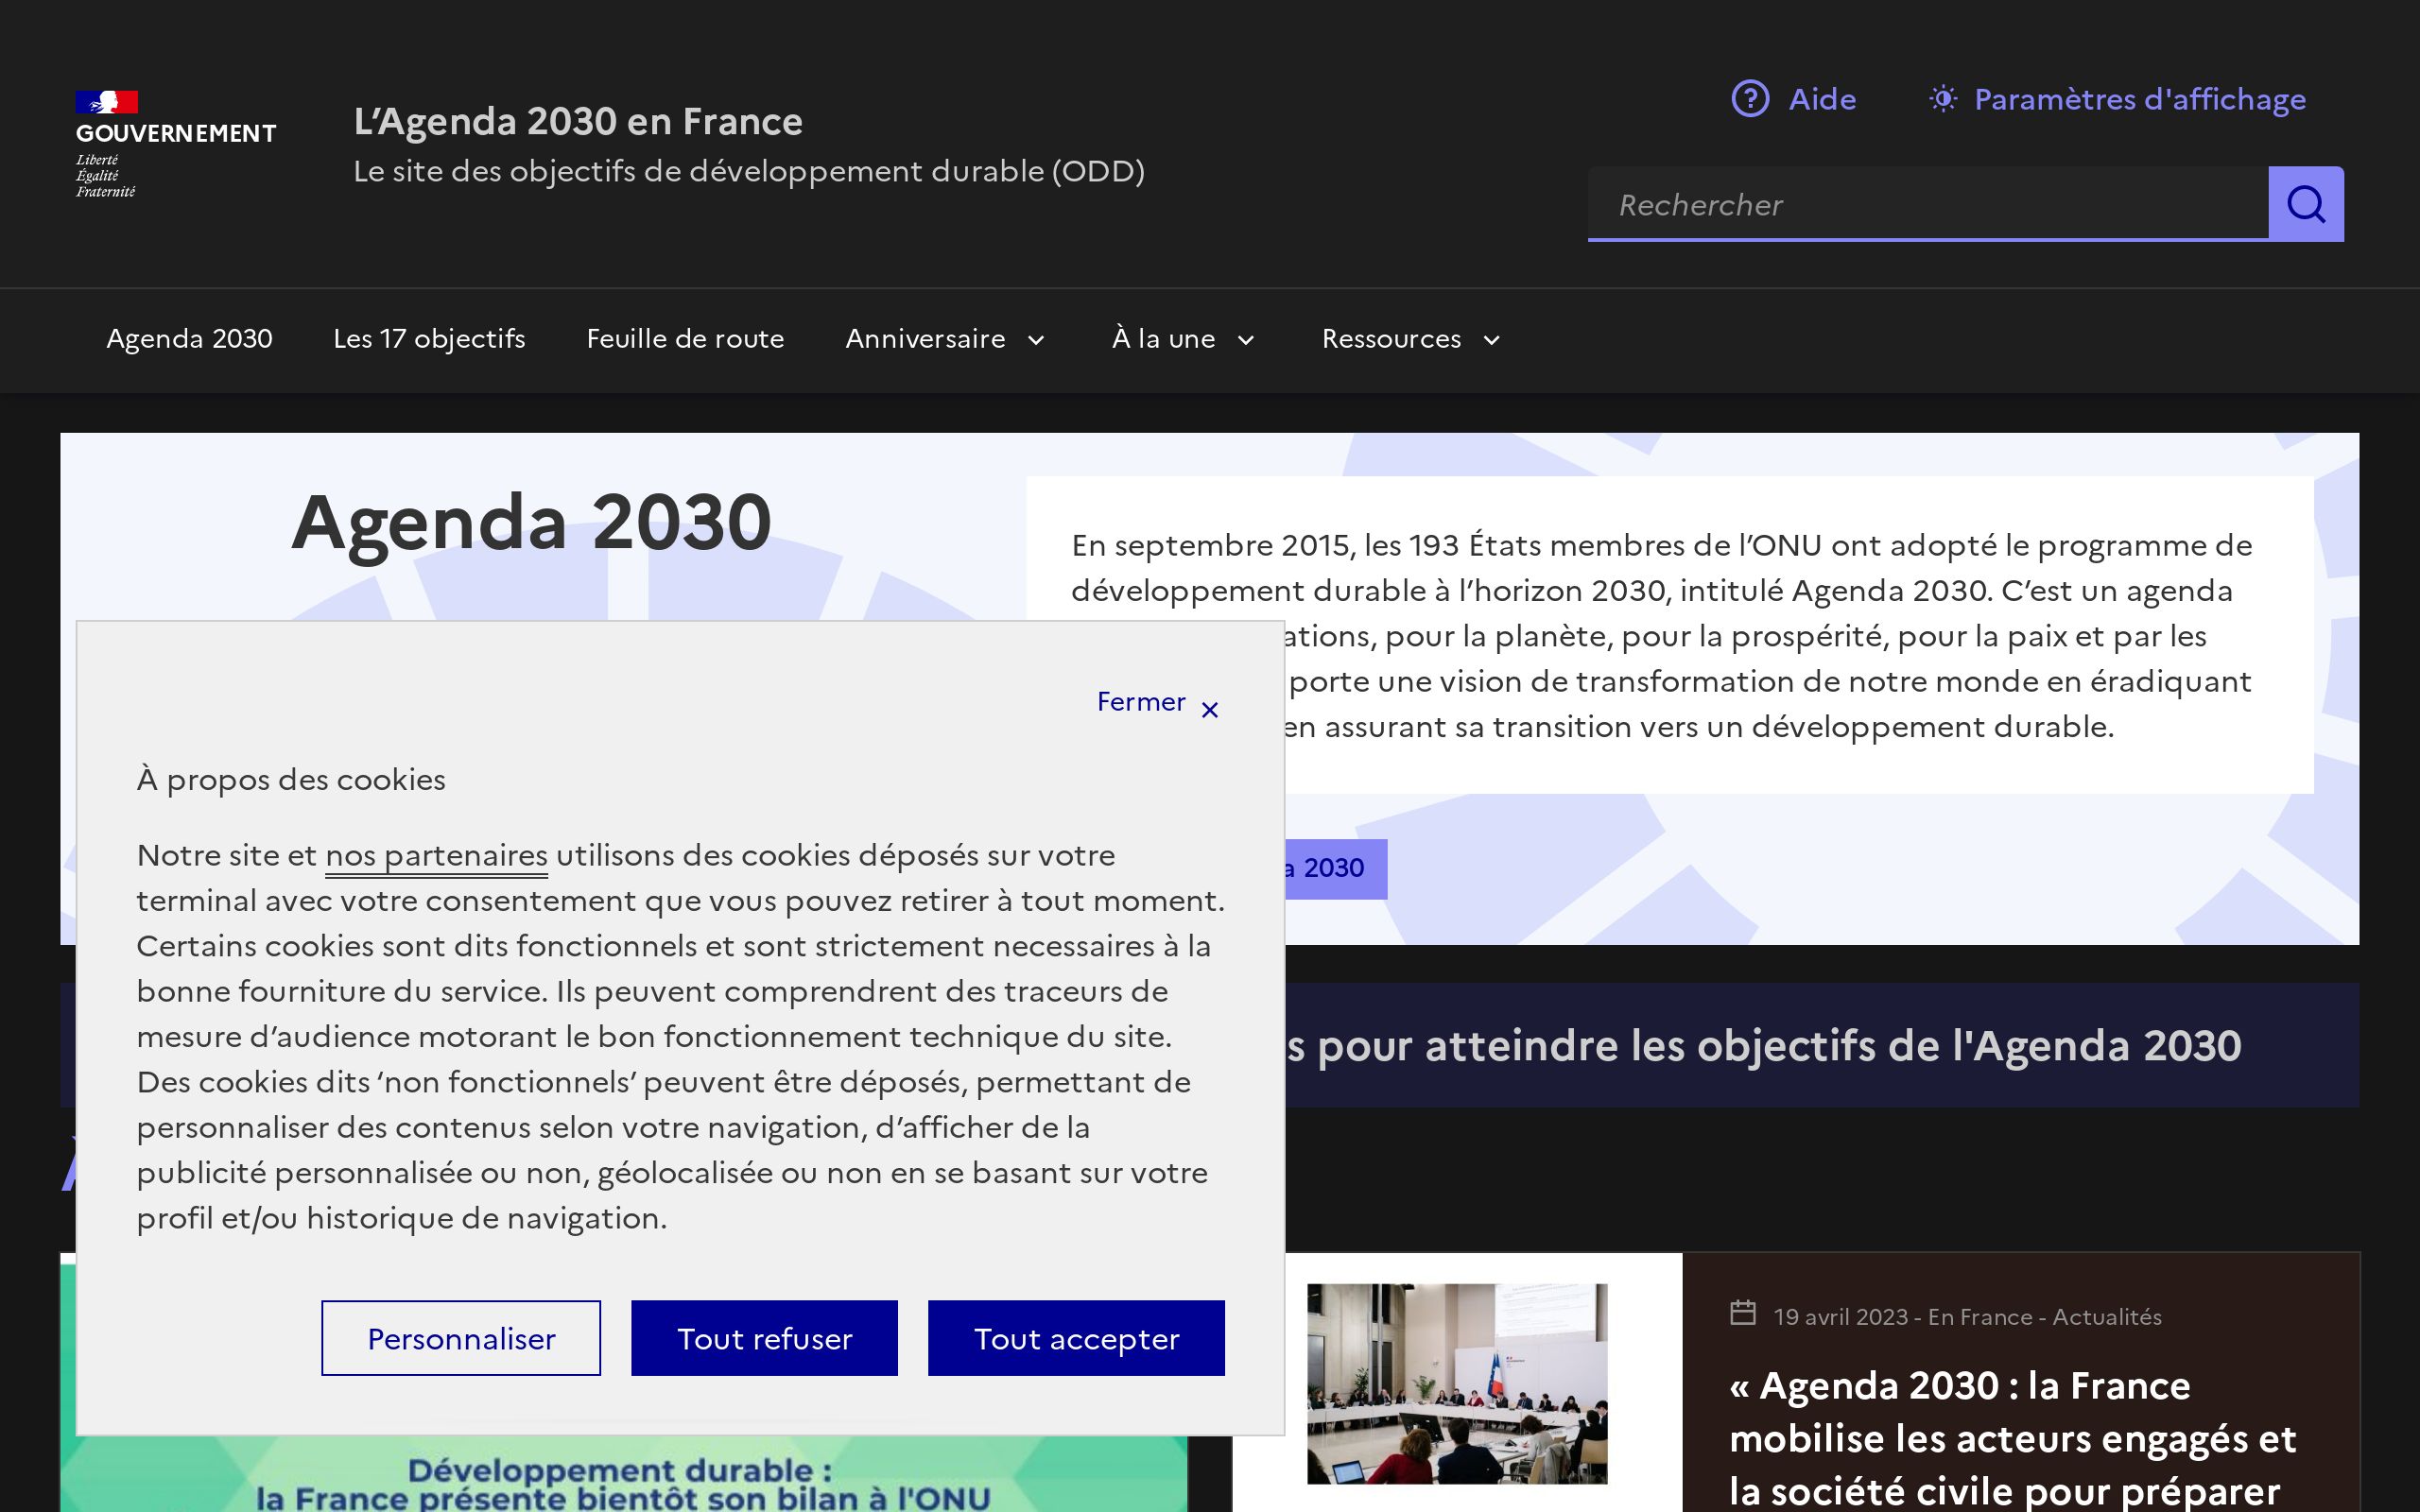 GOUVERNEMENT
Liberté
Égalité
Fraternité
L’Agenda 2030 en France
Le site des objectifs de développement durable (ODD)
Aide
Paramètres d'affichage
Rechercher
Agenda 2030
Les 17 objectifs
Feuille de route
Anniversaire
À la une
Ressources
Agenda 2030
En septembre 2015, les 193 États membres de l’ONU ont adopté le programme de
développement durable à l’horizon 2030, intitulé Agenda 2030. C’est un agenda
ations, pour la planète, pour la prospérité, pour la paix et par les
porte une vision de transformation de notre monde en éradiquant
en assurant sa transition vers un développement durable.
a 2030
Fermer
À propos des cookies
Notre site et nos partenaires utilisons des cookies déposés sur votre
terminal avec votre consentement que vous pouvez retirer à tout moment.
Certains cookies sont dits fonctionnels et sont strictement necessaires à la
bonne fourniture du service. Ils peuvent comprendrent des traceurs de
mesure d’audience motorant le bon fonctionnement technique du site.
Des cookies dits ‘non fonctionnels’ peuvent être déposés, permettant de
personnaliser des contenus selon votre navigation, d’afficher de la
publicité personnalisée ou non, géolocalisée ou non en se basant sur votre
profil et/ou historique de navigation.
Personnaliser
Tout refuser
Tout accepter
s pour atteindre les objectifs de l'Agenda 2030
19 avril 2023 - En France - Actualités
« Agenda 2030 : la France
mobilise les acteurs engagés et
la société civile pour préparer
Développement durable :
la France présente bientôt son bilan à l'ONU